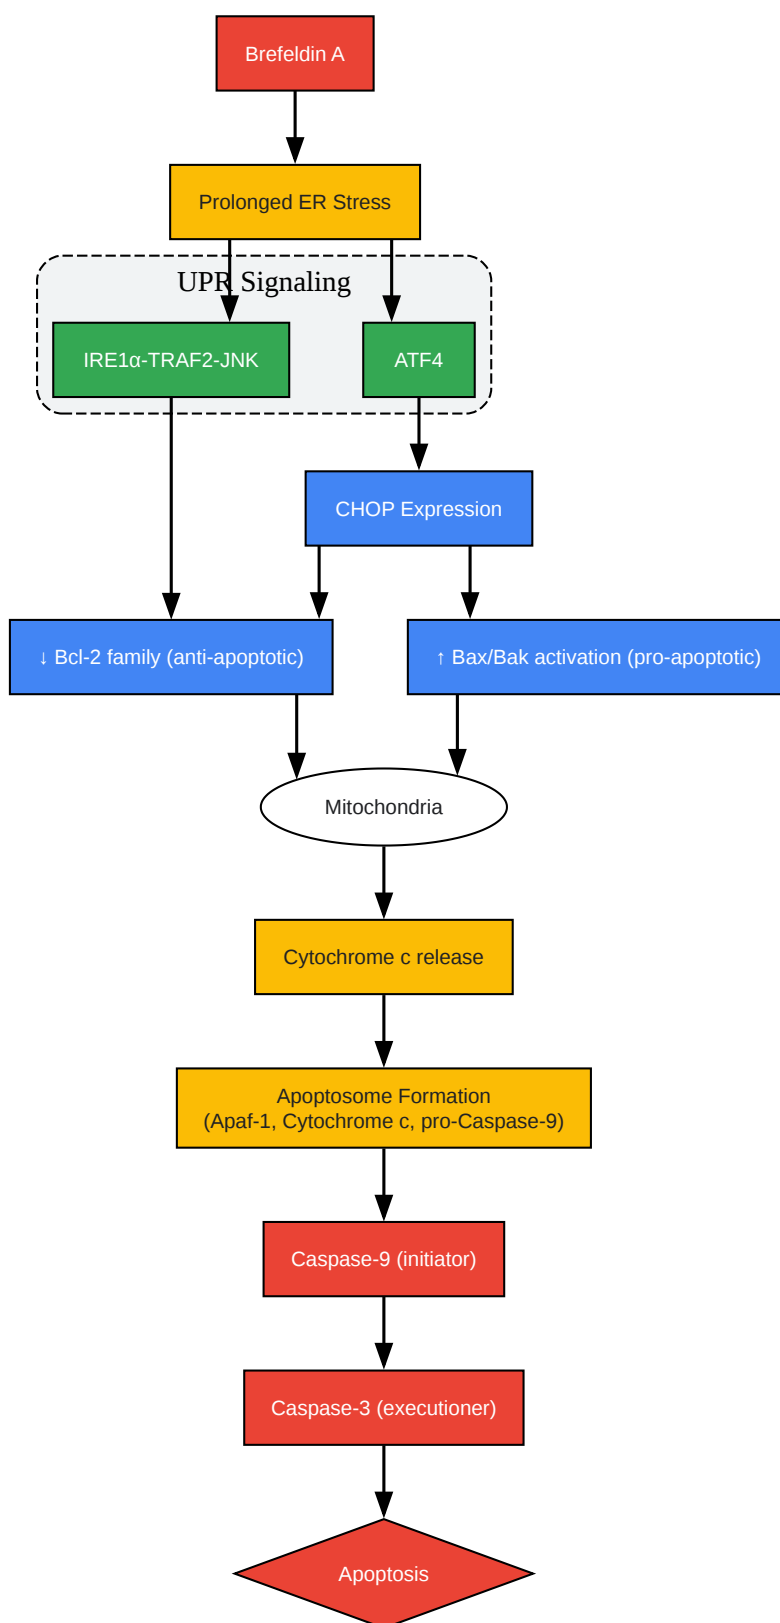 Brefeldin A
Prolonged ER Stress
UPR Signaling
IRE1α-TRAF2-JNK
ATF4
CHOP Expression
↓ Bcl-2 family (anti-apoptotic)
↑ Bax/Bak activation (pro-apoptotic)
Mitochondria
Cytochrome c release
Apoptosome Formation
(Apaf-1, Cytochrome c, pro-Caspase-9)
Caspase-9 (initiator)
Caspase-3 (executioner)
Apoptosis